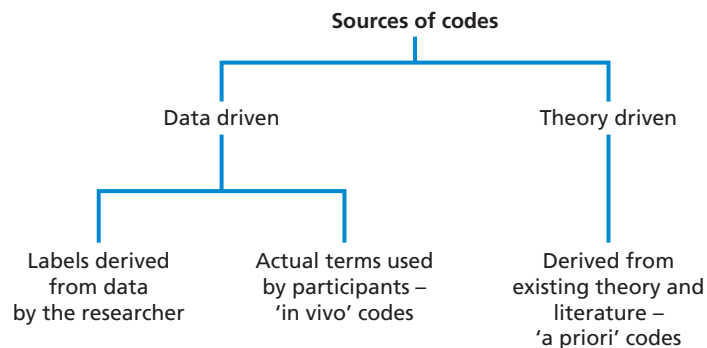 Sources of codes
Data driven
Theory driven
Labels derived
from data
by the researcher
Actual terms used
by participants –
‘in vivo’ codes
Derived from
existing theory and
literature –
‘a priori’ codes